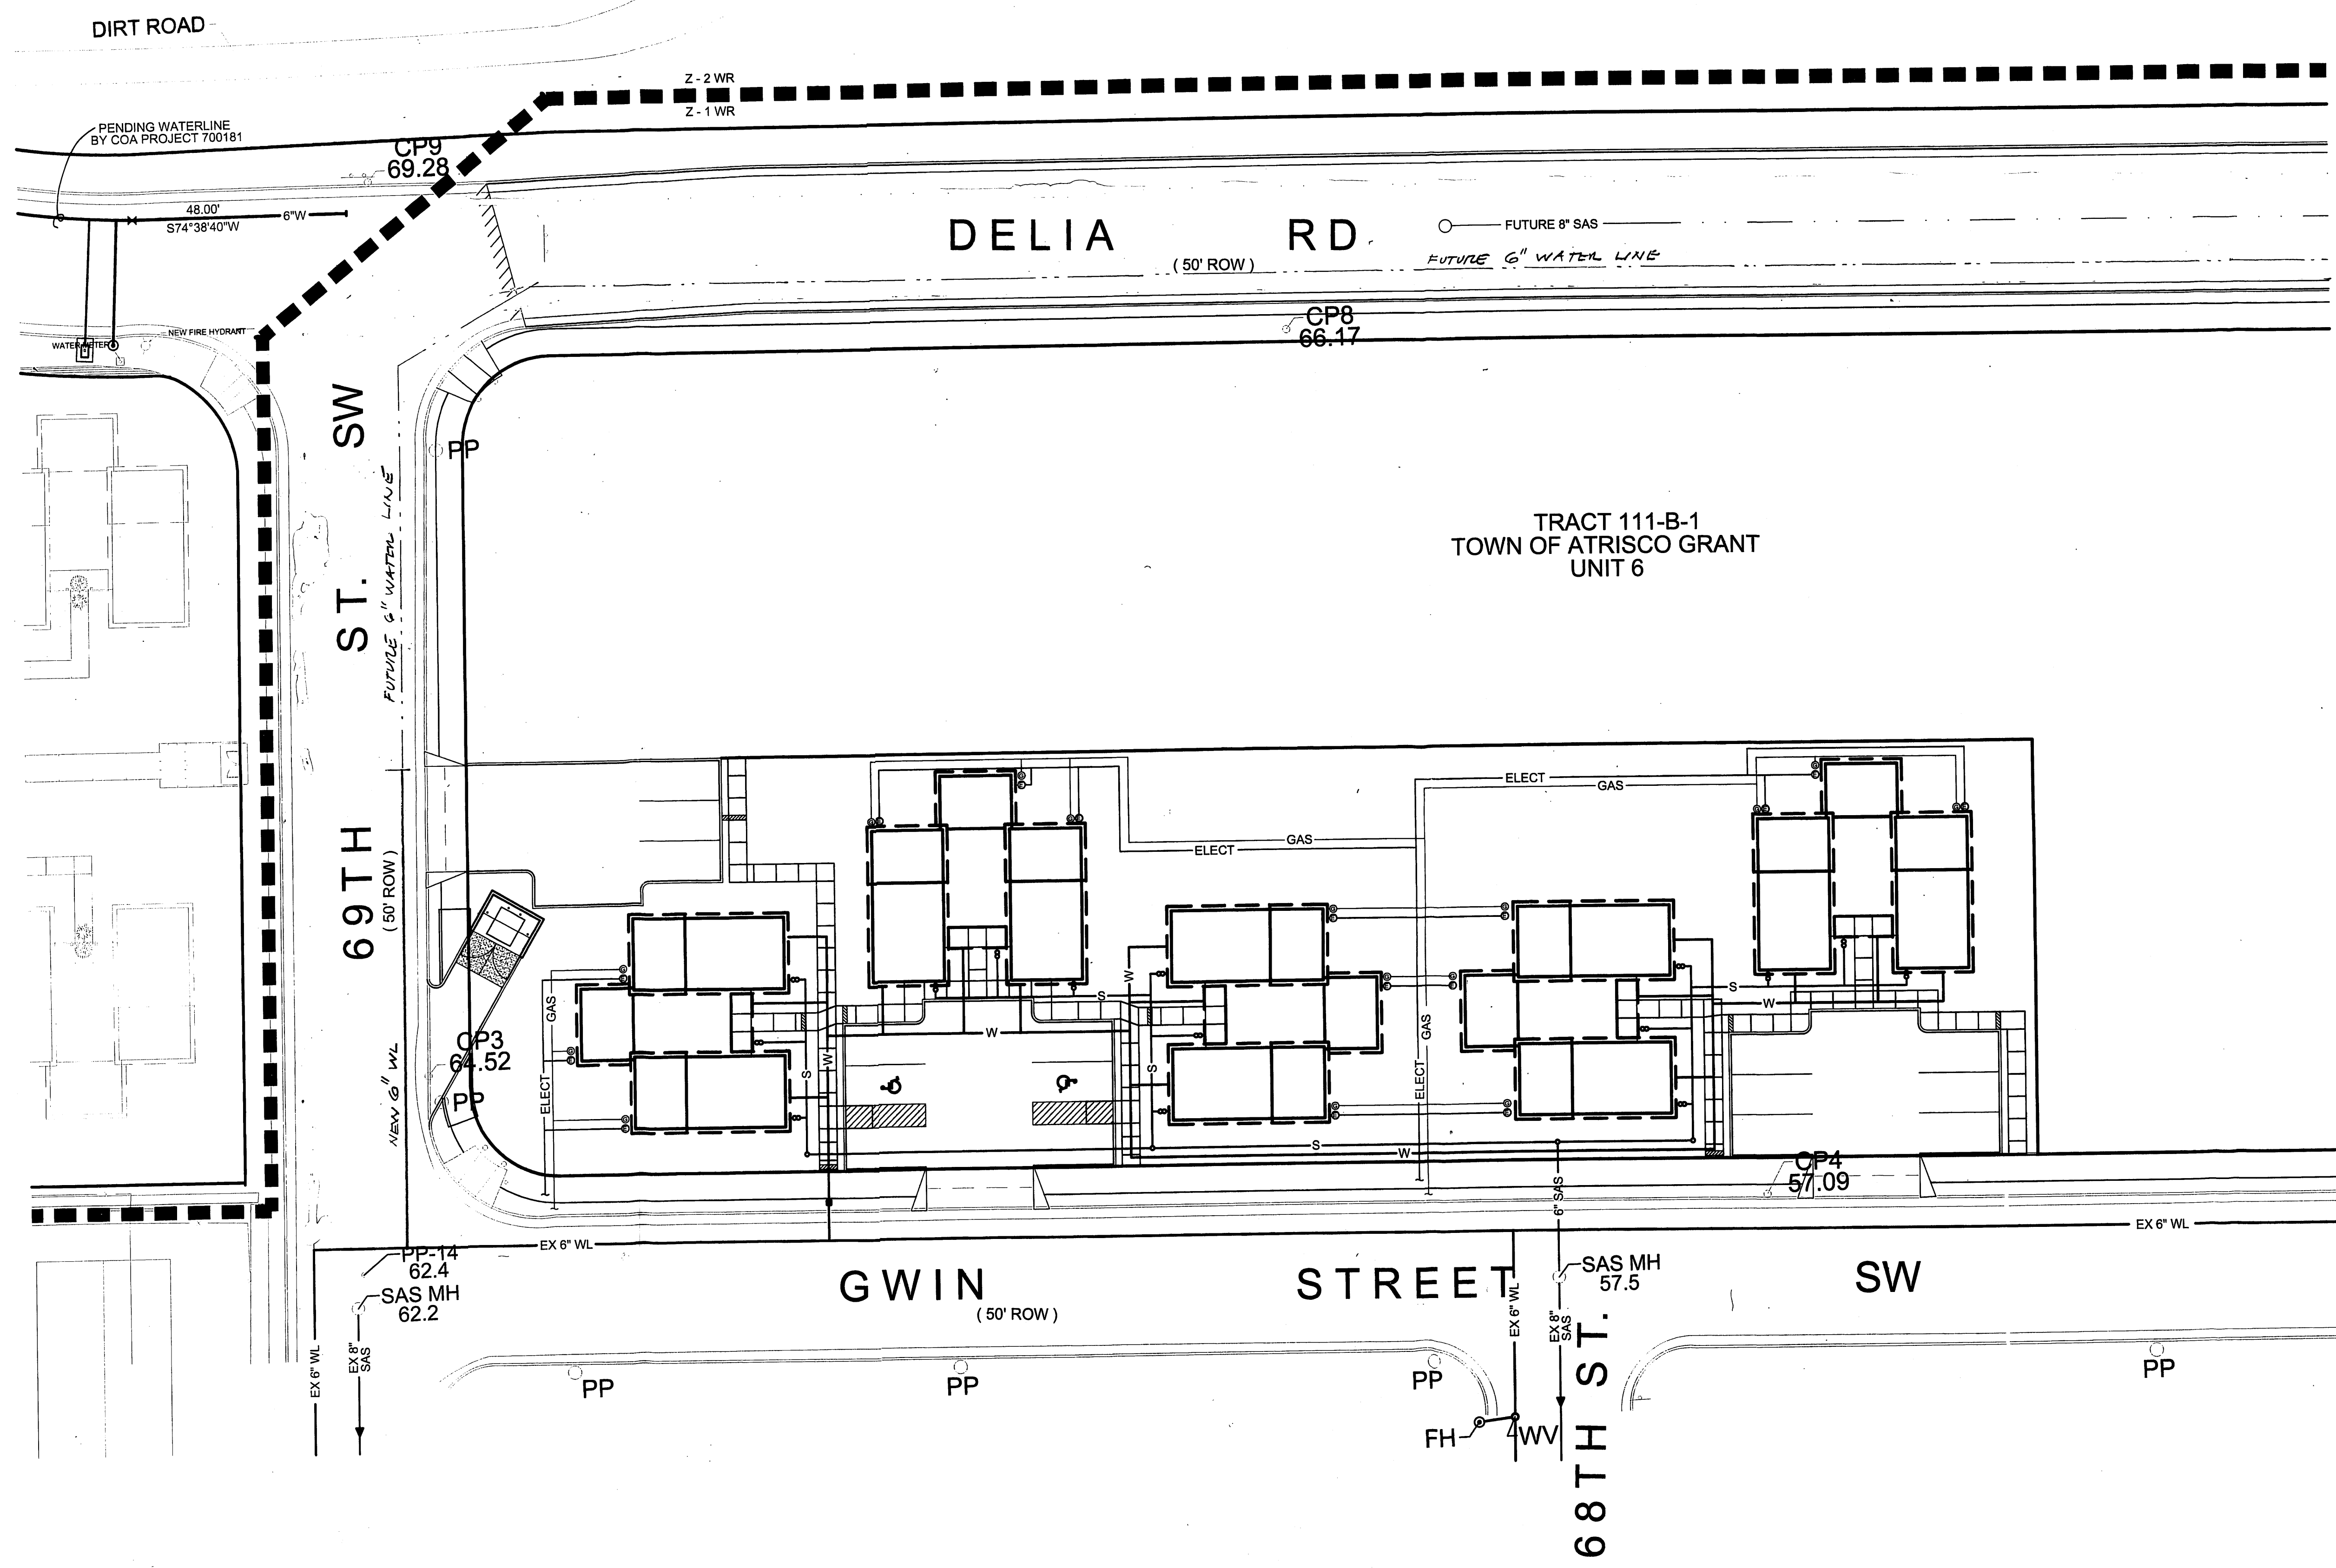 DIRT ROAD
Z - 2 WR
Z - 1 WR
PENDING WATERLINE
BY COA PROJECT 700181
CP9
69.28
48.00'
6"W
S74°38'40"W
DELIA RD
( 50' ROW )
FUTURE 8" SAS
FUTURE 6" WATER LINE
NEW FIRE HYDRANT
WATER METER
CP8
66.17
PP
69TH ST. SW
( 50' ROW )
FUTURE 6" WATER LINE
NEW 6" WL
TRACT 111-B-1
TOWN OF ATRISCO GRANT
UNIT 6
ELECT
GAS
GAS
ELECT
GAS
ELECT
W
S
W
S
W
S
GAS
ELECT
S
W
S
W
CP3
64.52
PP
CP4
57.09
6" SAS
EX 6" WL
EX 6" WL
PP-14
62.4
SAS MH
62.2
GWIN STREET SW
( 50' ROW )
SAS MH
57.5
EX 6" WL
EX 8"
SAS
EX 6" WL
EX 8"
SAS
PP
PP
PP
PP
FH
WV
68TH ST.